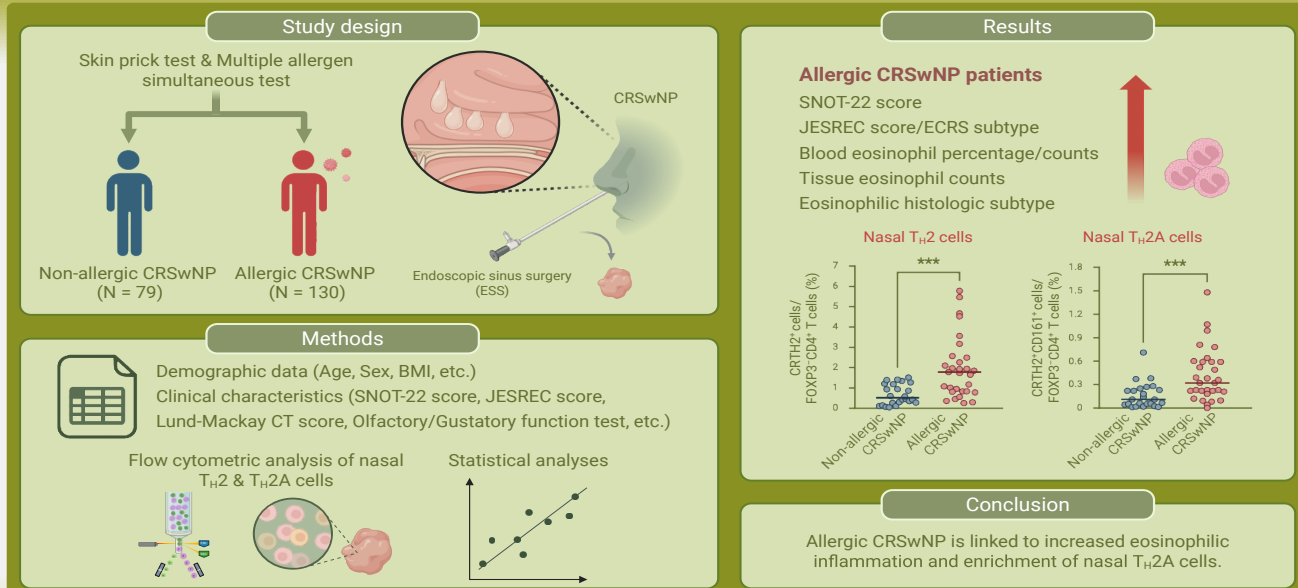 Study design
Skin prick test & Multiple allergen
simultaneous test
CRSwNP
Non-allergic CRSwNP
(N = 79)
Allergic CRSwNP
(N = 130)
Endoscopic sinus surgery
(ESS)
Methods
Demographic data (Age, Sex, BMI, etc.)
Clinical characteristics (SNOT-22 score, JESREC score,
Lund-Mackay CT score, Olfactory/Gustatory function test, etc.)
Flow cytometric analysis of nasal
TH2 & TH2A cells
Statistical analyses
Results
Allergic CRSwNP patients
SNOT-22 score
JESREC score/ECRS subtype
Blood eosinophil percentage/counts
Tissue eosinophil counts
Eosinophilic histologic subtype
Nasal TH2 cells
***
CRTH2⁺ cells/
FOXP3⁻CD4⁺ T cells (%)
7
6
5
4
3
2
1
0
Non-allergic
CRSwNP
Allergic
CRSwNP
Nasal TH2A cells
***
CRTH2⁺CD161⁺ cells/
FOXP3⁻CD4⁺ T cells (%)
1.8
1.5
1.2
0.9
0.6
0.3
0
Non-allergic
CRSwNP
Allergic
CRSwNP
Conclusion
Allergic CRSwNP is linked to increased eosinophilic
inflammation and enrichment of nasal TH2A cells.